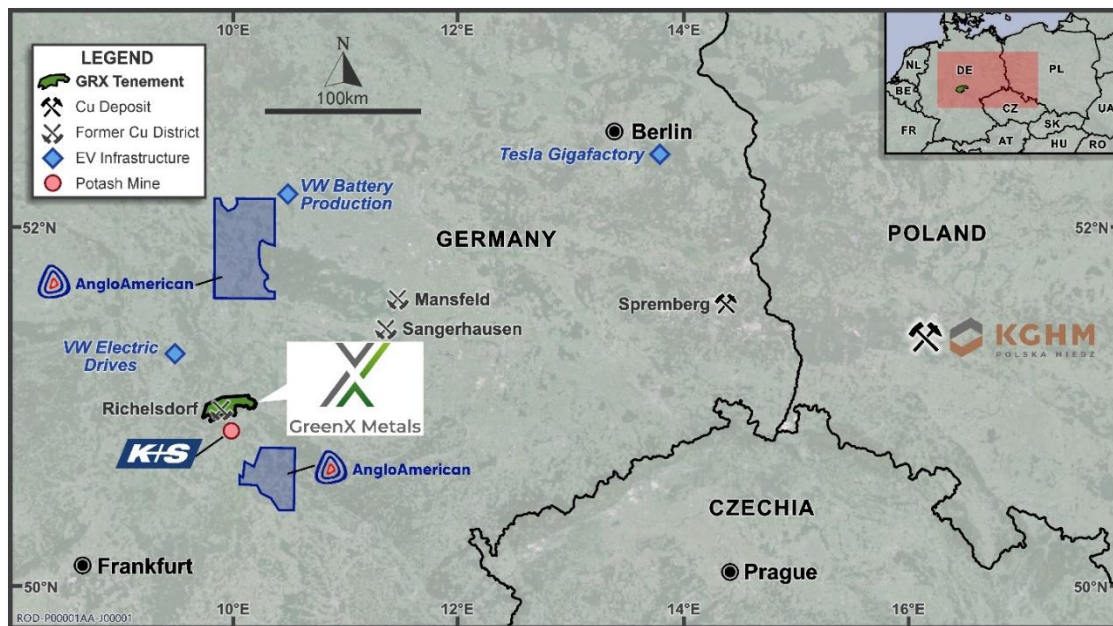 10°E
12°E
14°E
LEGEND
GRX Tenement
Cu Deposit
Former Cu District
EV Infrastructure
Potash Mine
N
100km
NL
DE
PL
BE
CZ
UA
FR
SK
AT
HU
RO
Berlin
Tesla Gigafactory
VW Battery
Production
52°N
GERMANY
POLAND
52°N
AngloAmerican
Mansfeld
Sangerhausen
Spremberg
KGHM
POLSKA MIEDŹ
VW Electric
Drives
Richelsdorf
GreenX Metals
K+S
AngloAmerican
CZECHIA
Frankfurt
Prague
50°N
50°N
10°E
12°E
14°E
16°E
ROD-P00001AA-J00001